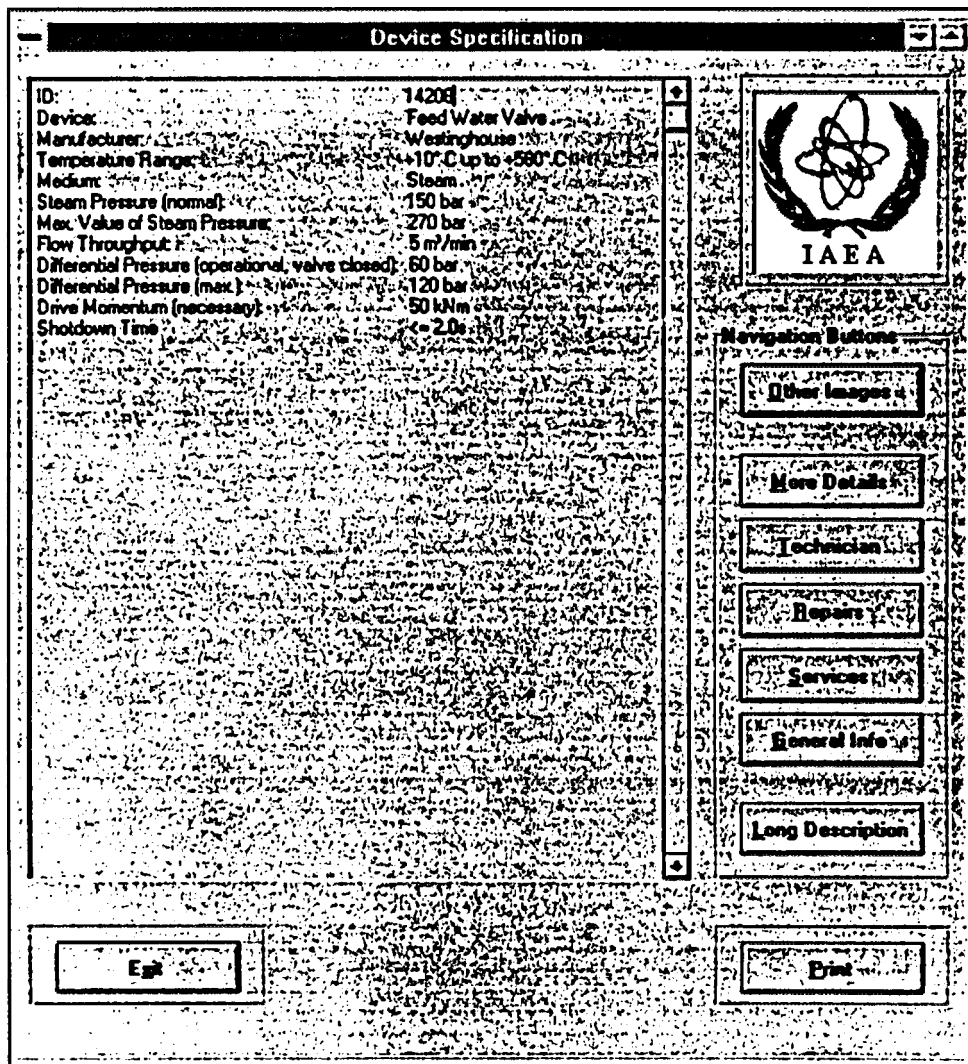 Device Specification
ID: 14208
Device: Feed Water Valve
Manufacturer: Westinghouse
Temperature Range: +10° C up to +560° C
Medium: Steam
Steam Pressure (normal): 150 bar
Max. Value of Steam Pressure: 270 bar
Flow Throughput: 5 m³/min
Differential Pressure (operational, valve closed): 60 bar
Differential Pressure (max.): 120 bar
Drive Momentum (necessary): 50 kNm
Shotdown Time <= 2.0s
IAEA
Navigation Buttons
Other Images
More Details
Technician
Repairs
Services
General Info
Long Description
Exit
Print